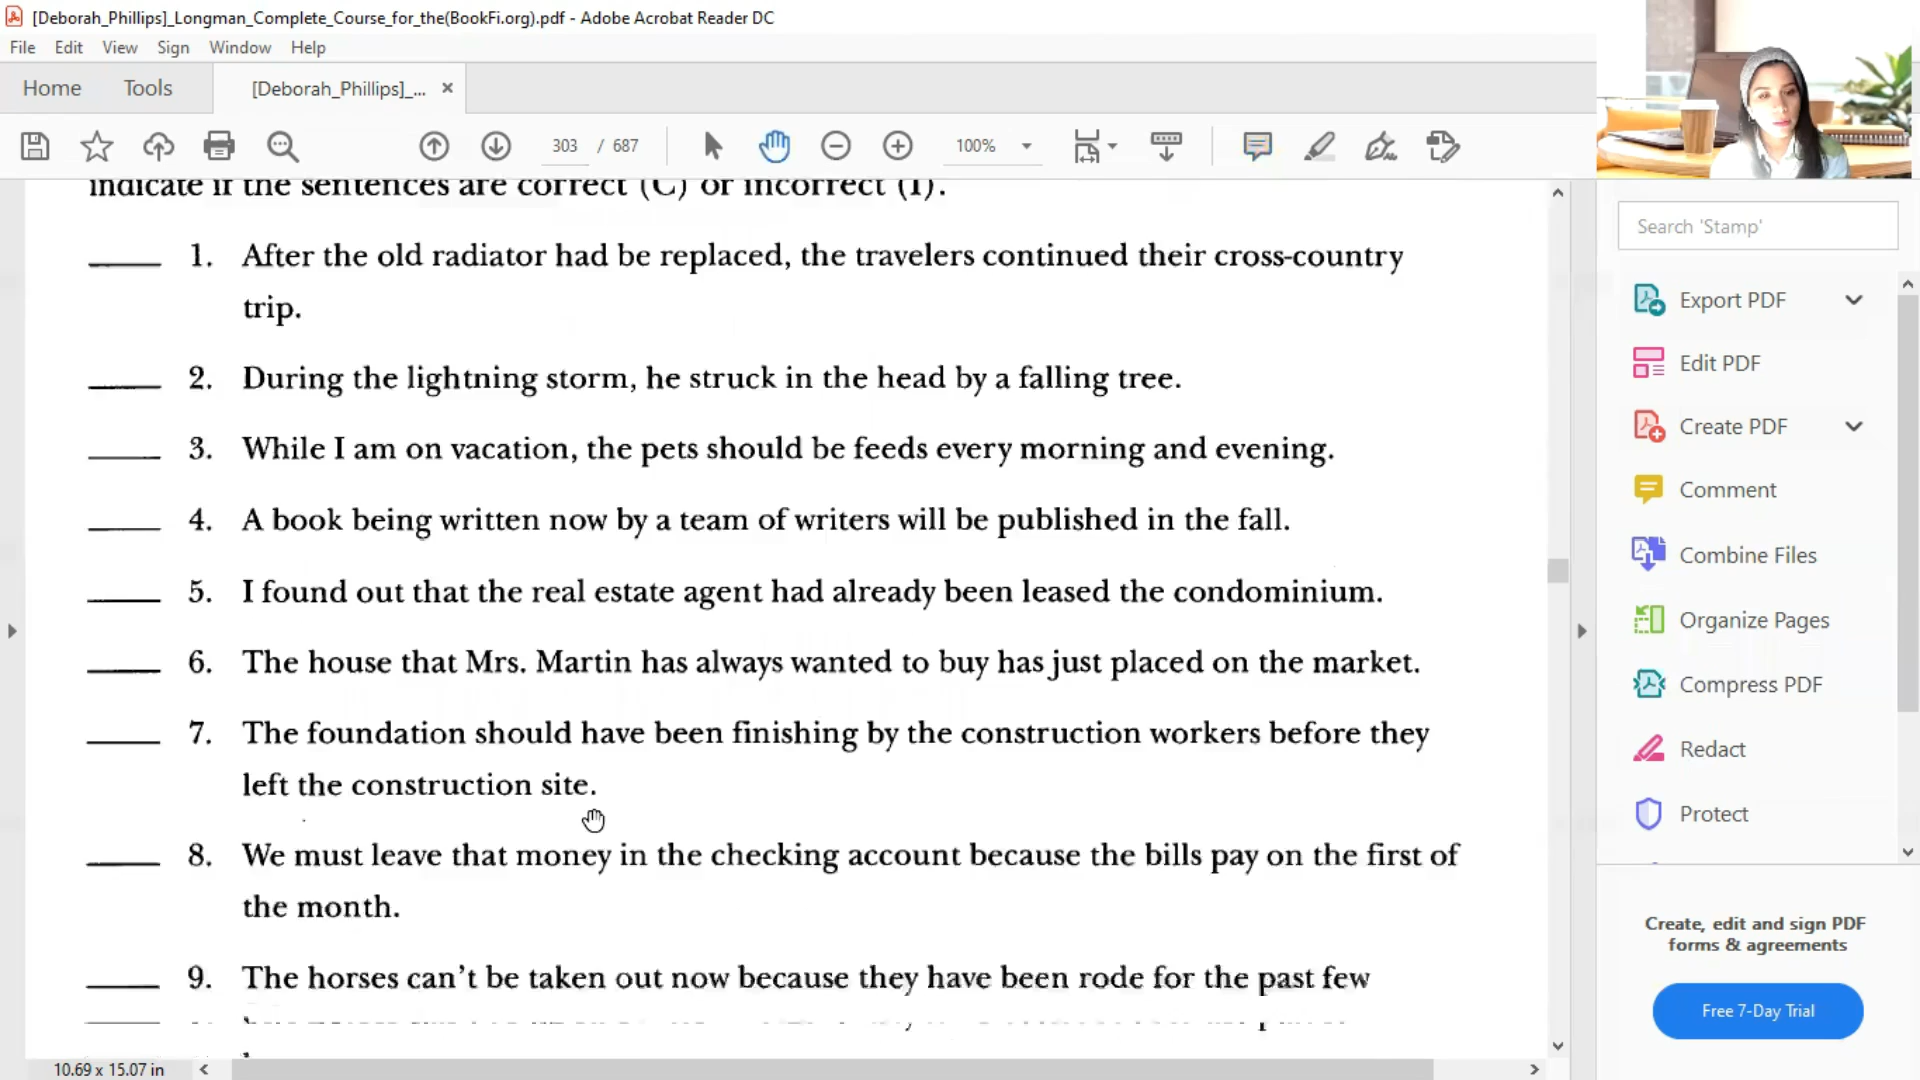 [Deborah_Phillips]_Longman_Complete_Course_for_the(BookFi.org).pdf - Adobe Acrobat Reader DC
File Edit View Sign Window Help
Home Tools [Deborah_Phillips]_... ×
303 / 687 100%
indicate if the sentences are correct (C) or incorrect (I).
1. After the old radiator had be replaced, the travelers continued their cross-country
trip.
2. During the lightning storm, he struck in the head by a falling tree.
3. While I am on vacation, the pets should be feeds every morning and evening.
4. A book being written now by a team of writers will be published in the fall.
5. I found out that the real estate agent had already been leased the condominium.
6. The house that Mrs. Martin has always wanted to buy has just placed on the market.
7. The foundation should have been finishing by the construction workers before they
left the construction site.
8. We must leave that money in the checking account because the bills pay on the first of
the month.
9. The horses can't be taken out now because they have been rode for the past few
10.69 x 15.07 in
Search 'Stamp'
Export PDF
Edit PDF
Create PDF
Comment
Combine Files
Organize Pages
Compress PDF
Redact
Protect
Create, edit and sign PDF
forms & agreements
Free 7-Day Trial